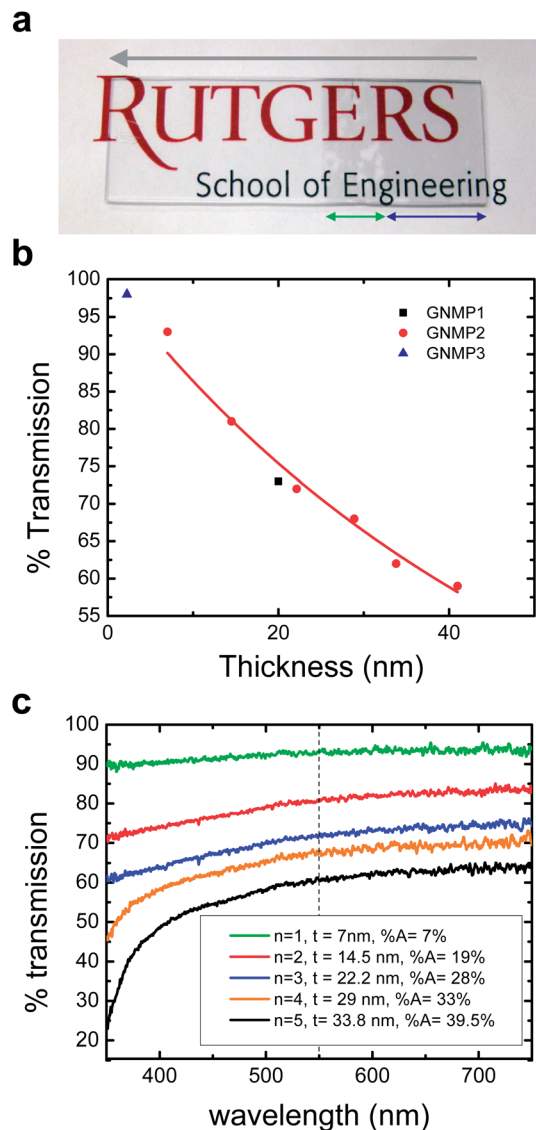 a
RUTGERS
School of Engineering
b
100
95
90
85
80
75
70
65
60
55
% Transmission
GNMP1
GNMP2
GNMP3
0 20 40
Thickness (nm)
c
100
90
80
70
60
50
40
30
20
% transmission
n=1, t = 7nm, %A= 7%
n=2, t = 14.5 nm, %A= 19%
n=3, t = 22.2 nm, %A= 28%
n=4, t = 29 nm, %A= 33%
n=5, t= 33.8 nm, %A= 39.5%
400 500 600 700
wavelength (nm)